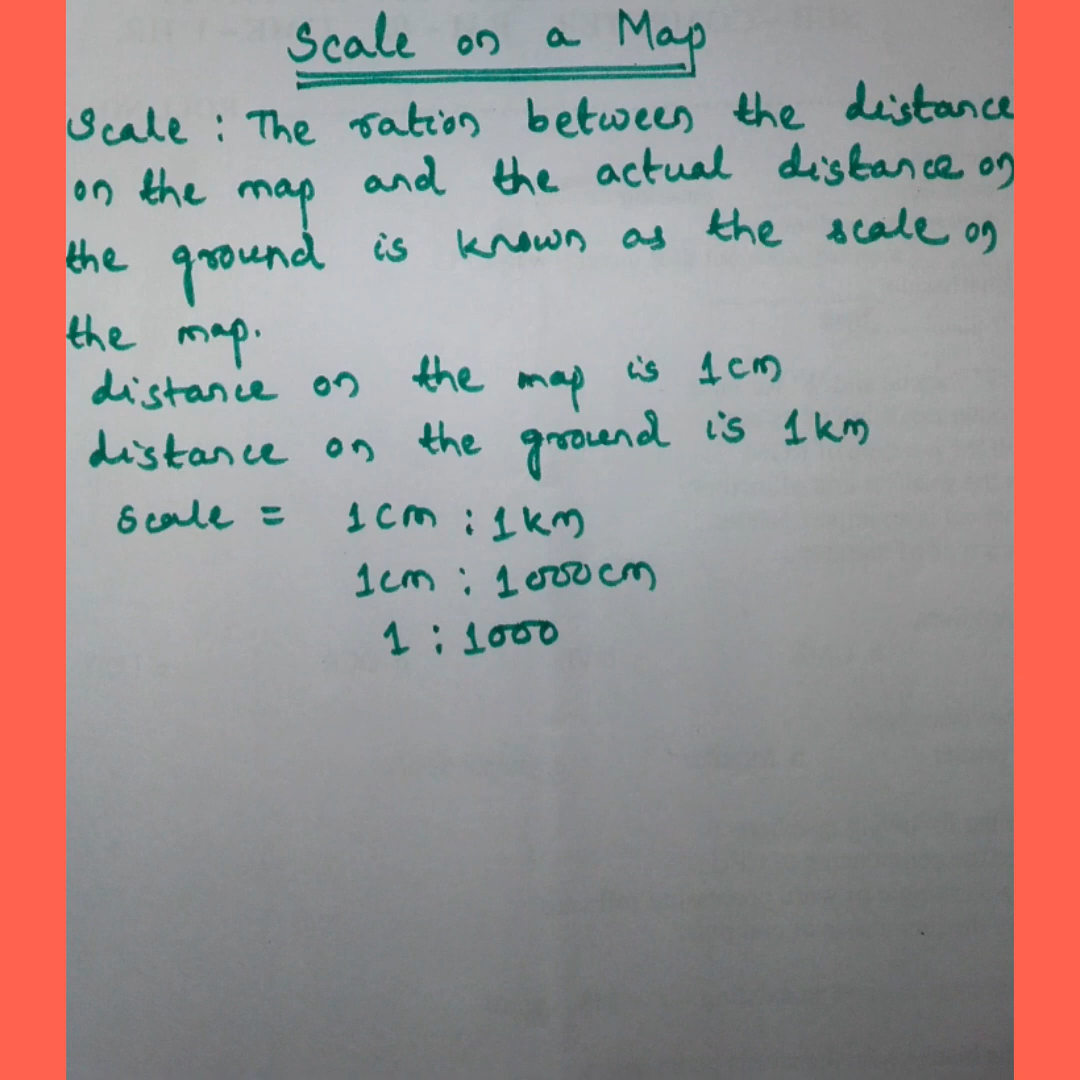 Scale on a Map
Scale : The ration between the distance
on the map and the actual distance on
the ground is known as the scale on
the map.
distance on the map is 1cm
distance on the ground is 1km
scale = 1cm : 1km
1cm : 1000cm
1 : 1000